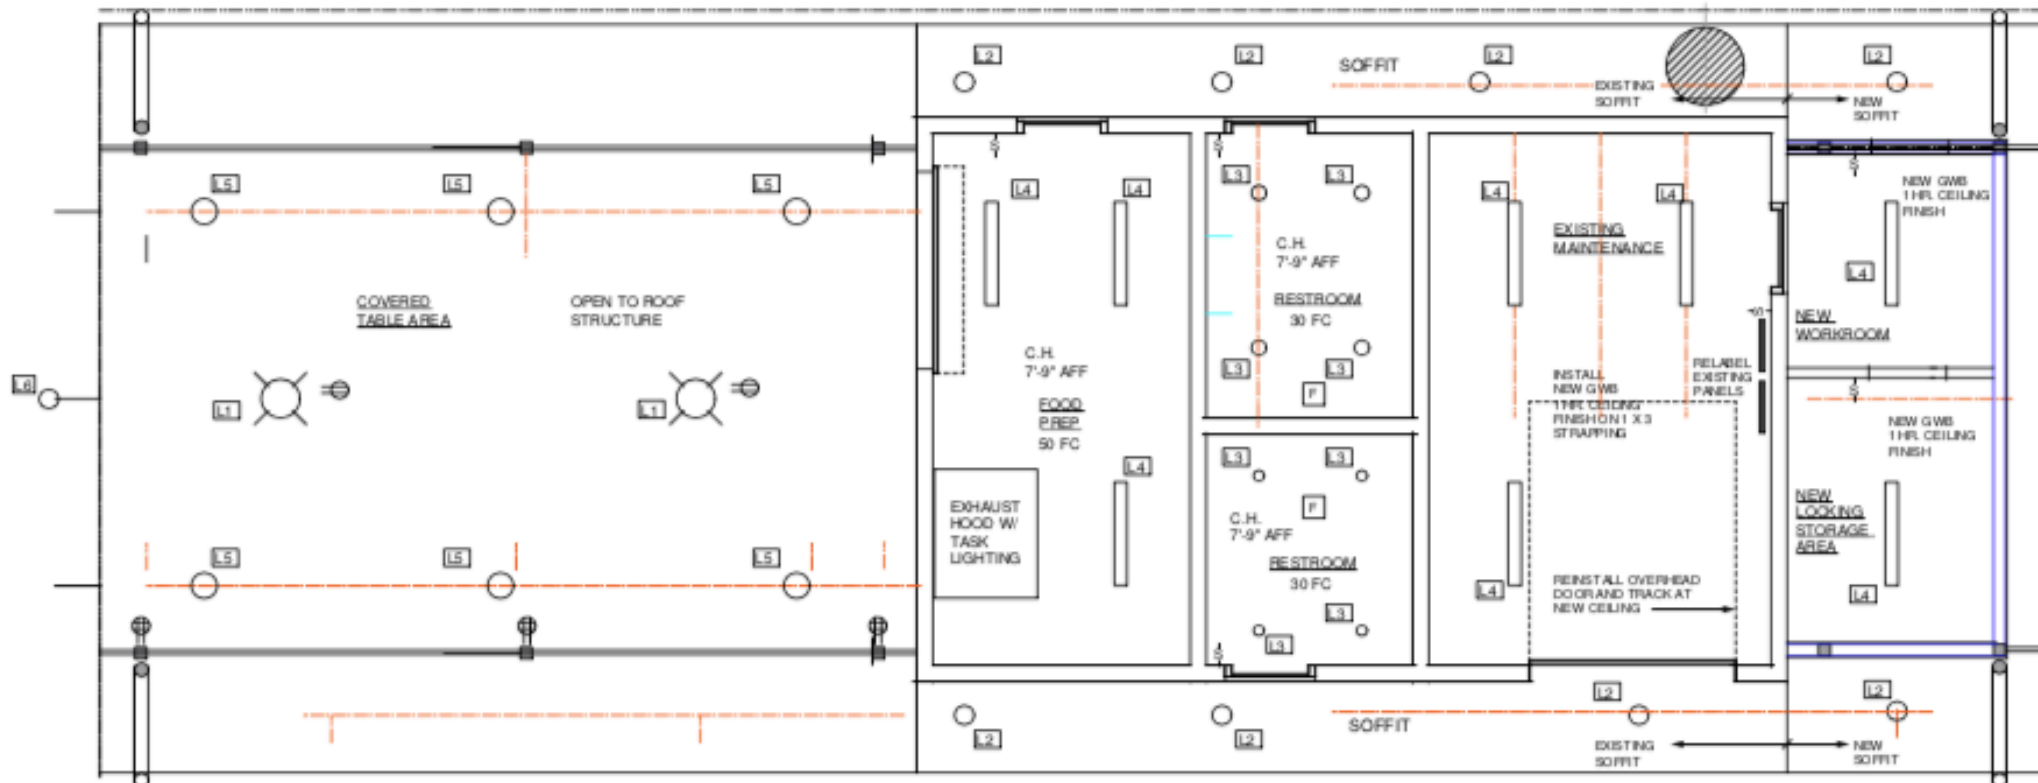 L2
L2
SOFFIT
L2
L2
EXISTING
SOFFIT
NEW
SOFFIT
L5
L5
L5
S
L4
L4
S
L3
L3
L4
L4
S
NEW GWB
1 HR. CEILING
FINISH
EXISTING
MAINTENANCE
C.H.
7'-9" AFF
L4
COVERED
TABLE AREA
OPEN TO ROOF
STRUCTURE
RESTROOM
30 FC
S
NEW
WORKROOM
C.H.
7'-9" AFF
L3
L3
RELABEL
EXISTING
PANELS
INSTALL
NEW GWB
1 HR. CEILING
FINISH ON 1 X 3
STRAPPING
L6
L1
L1
F
S
FOOD
PREP
50 FC
NEW GWB
1 HR. CEILING
FINISH
L4
L3
L3
EXHAUST
HOOD W/
TASK
LIGHTING
F
C.H.
7'-9" AFF
NEW
LOCKING
STORAGE
AREA
L5
L5
L5
RESTROOM
30 FC
L4
REINSTALL OVERHEAD
DOOR AND TRACK AT
NEW CEILING
L4
L3
L3
S
S
L2
L2
L2
L2
SOFFIT
EXISTING
SOFFIT
NEW
SOFFIT